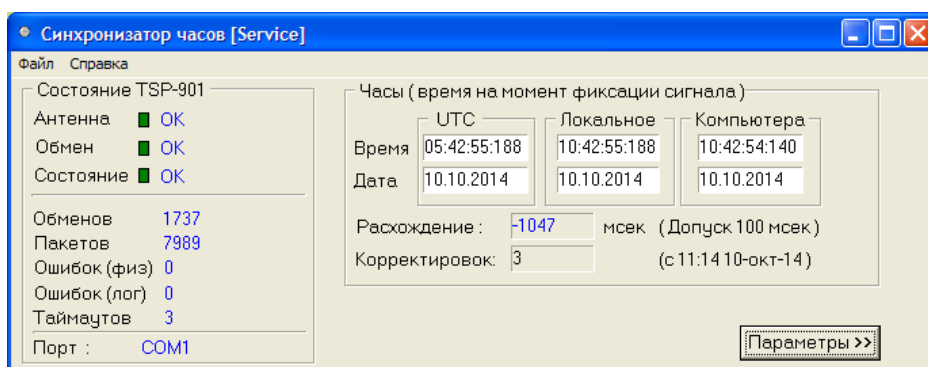 Синхронизатор часов [Service]
Файл Справка
Состояние TSP-901
Антенна OK
Обмен OK
Состояние OK
Обменов 1737
Пакетов 7989
Ошибок (физ) 0
Ошибок (лог) 0
Таймаутов 3
Порт : COM1
Часы ( время на момент фиксации сигнала )
UTC Локальное Компьютера
Время 05:42:55:188 10:42:55:188 10:42:54:140
Дата 10.10.2014 10.10.2014 10.10.2014
Расхождение : -1047 мсек ( Допуск 100 мсек )
Корректировок: 3 (с 11:14 10-окт-14 )
Параметры >>